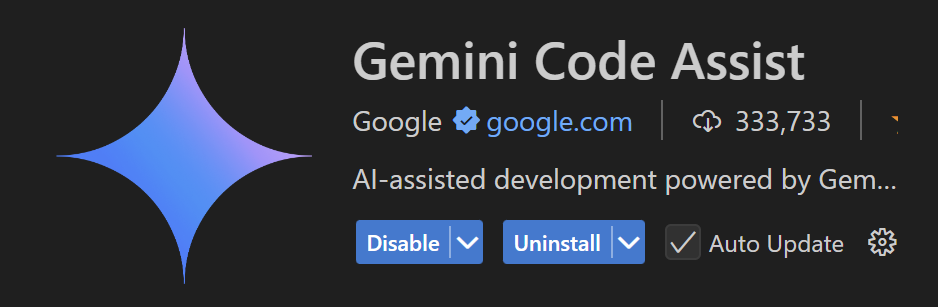 Gemini Code Assist
Google google.com 333,733
AI-assisted development powered by Gem...
Disable Uninstall Auto Update